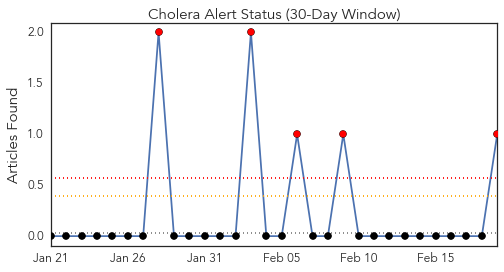 Cholera Alert Status (30-Day Window)
Articles Found
2.0
1.5
1.0
0.5
0.0
Jan 21 Jan 26 Jan 31 Feb 05 Feb 10 Feb 15